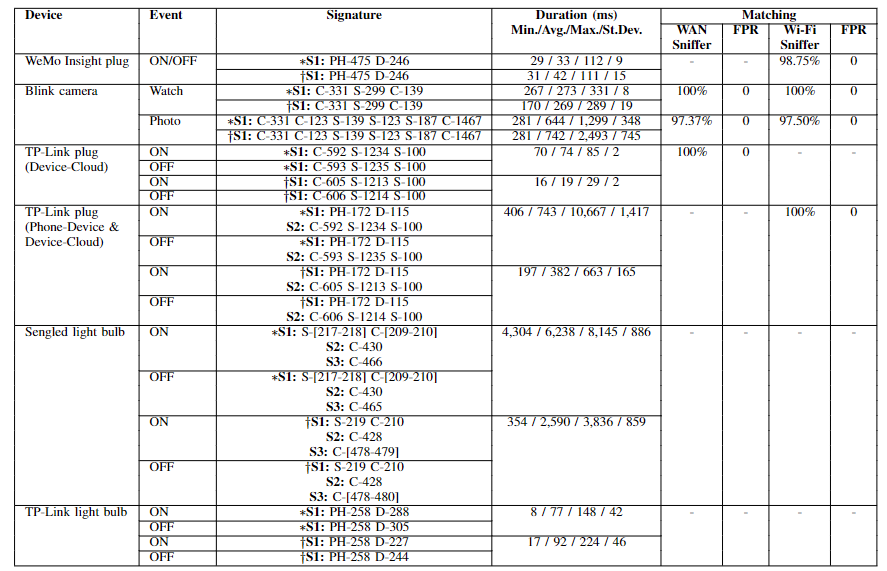 Device Event Signature Duration (ms) Matching
Min./Avg./Max./St.Dev. WAN FPR Wi-Fi FPR
Sniffer Sniffer
WeMo Insight plug ON/OFF ∗S1: PH-475 D-246 29 / 33 / 112 / 9 - - 98.75% 0
†S1: PH-475 D-246 31 / 42 / 111 / 15
Blink camera Watch ∗S1: C-331 S-299 C-139 267 / 273 / 331 / 8 100% 0 100% 0
†S1: C-331 S-299 C-139 170 / 269 / 289 / 19
Photo ∗S1: C-331 C-123 S-139 S-123 S-187 C-1467 281 / 644 / 1,299 / 348 97.37% 0 97.50% 0
†S1: C-331 C-123 S-139 S-123 S-187 C-1467 281 / 742 / 2,493 / 745
TP-Link plug ON ∗S1: C-592 S-1234 S-100 70 / 74 / 85 / 2 100% 0 - -
(Device-Cloud) OFF ∗S1: C-593 S-1235 S-100
ON †S1: C-605 S-1213 S-100 16 / 19 / 29 / 2
OFF †S1: C-606 S-1214 S-100
TP-Link plug ON ∗S1: PH-172 D-115 406 / 743 / 10,667 / 1,417 - - 100% 0
(Phone-Device & S2: C-592 S-1234 S-100
Device-Cloud) OFF ∗S1: PH-172 D-115
S2: C-593 S-1235 S-100
ON †S1: PH-172 D-115 197 / 382 / 663 / 165
S2: C-605 S-1213 S-100
OFF †S1: PH-172 D-115
S2: C-606 S-1214 S-100
Sengled light bulb ON ∗S1: S-[217-218] C-[209-210] 4,304 / 6,238 / 8,145 / 886 - - - -
S2: C-430
S3: C-466
OFF ∗S1: S-[217-218] C-[209-210]
S2: C-430
S3: C-465
ON †S1: S-219 C-210 354 / 2,590 / 3,836 / 859
S2: C-428
S3: C-[478-479]
OFF †S1: S-219 C-210
S2: C-428
S3: C-[478-480]
TP-Link light bulb ON ∗S1: PH-258 D-288 8 / 77 / 148 / 42 - - - -
OFF ∗S1: PH-258 D-305
ON †S1: PH-258 D-227 17 / 92 / 224 / 46
OFF †S1: PH-258 D-244